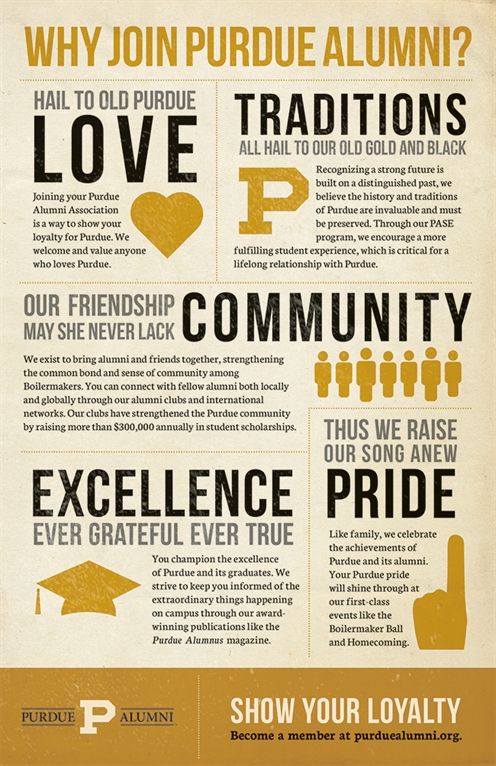 WHY JOIN PURDUE ALUMNI?
HAIL TO OLD PURDUE
LOVE
Joining your Purdue
Alumni Association
is a way to show your
loyalty for Purdue. We
welcome and value anyone
who loves Purdue.
TRADITIONS
ALL HAIL TO OUR OLD GOLD AND BLACK
P
Recognizing a strong future is
built on a distinguished past, we
believe the history and traditions
of Purdue are invaluable and must
be preserved. Through our PASE
program, we encourage a more
fulfilling student experience, which is critical for a
lifelong relationship with Purdue.
OUR FRIENDSHIP
MAY SHE NEVER LACK
COMMUNITY
We exist to bring alumni and friends together, strengthening
the common bond and sense of community among
Boilermakers. You can connect with fellow alumni both locally
and globally through our alumni clubs and international
networks. Our clubs have strengthened the Purdue community
by raising more than $300,000 annually in student scholarships.
EXCELLENCE
EVER GRATEFUL EVER TRUE
You champion the excellence
of Purdue and its graduates. We
strive to keep you informed of the
extraordinary things happening
on campus through our award-
winning publications like the
Purdue Alumnus magazine.
THUS WE RAISE
OUR SONG ANEW
PRIDE
Like family, we celebrate
the achievements of
Purdue and its alumni.
Your Purdue pride
will shine through at
our first-class
events like the
Boilermaker Ball
and Homecoming.
PURDUE P ALUMNI
SHOW YOUR LOYALTY
Become a member at purduealumni.org.